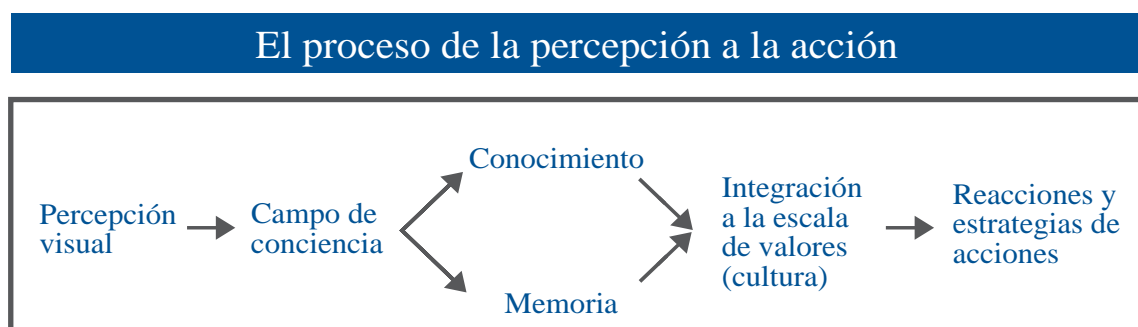 El proceso de la percepción a la acción
Percepción
visual
Campo de
conciencia
Conocimiento
Memoria
Integración
a la escala
de valores
(cultura)
Reacciones y
estrategias de
acciones